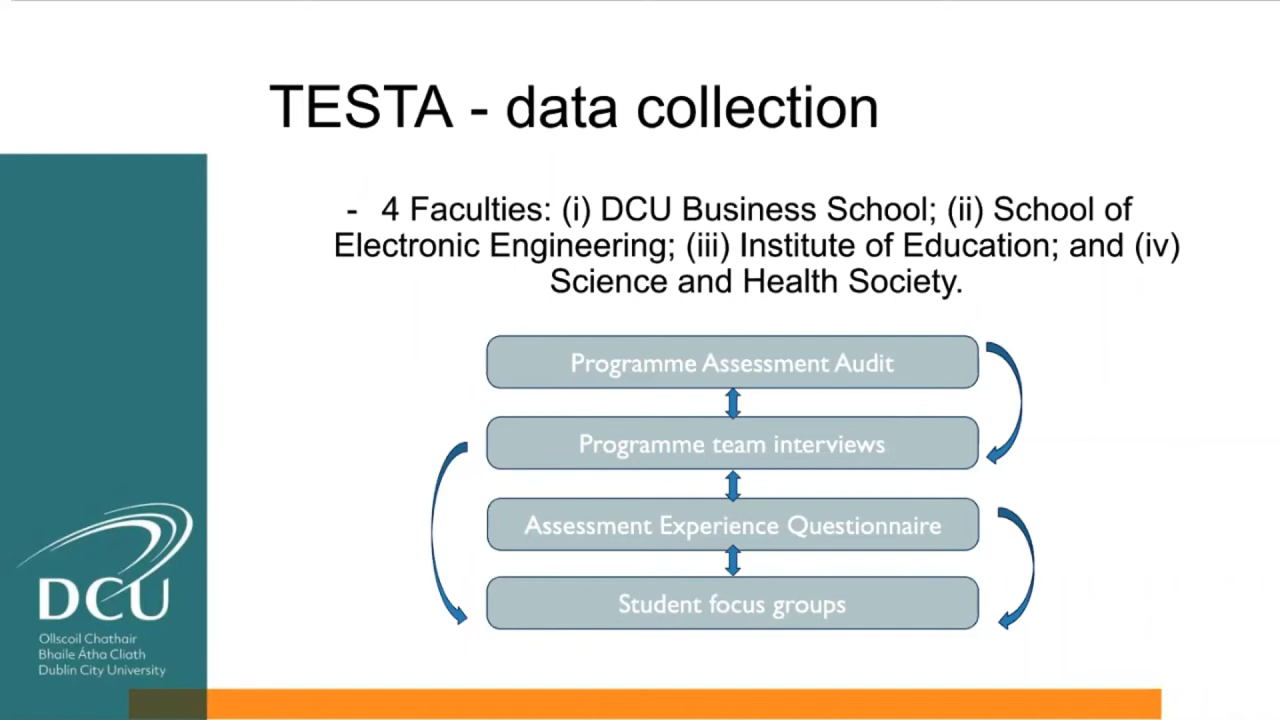 TESTA - data collection
- 4 Faculties: (i) DCU Business School; (ii) School of
Electronic Engineering; (iii) Institute of Education; and (iv)
Science and Health Society.
Programme Assessment Audit
Programme team interviews
Assessment Experience Questionnaire
Student focus groups
DCU
Ollscoil Chathair
Bhaile Átha Cliath
Dublin City University